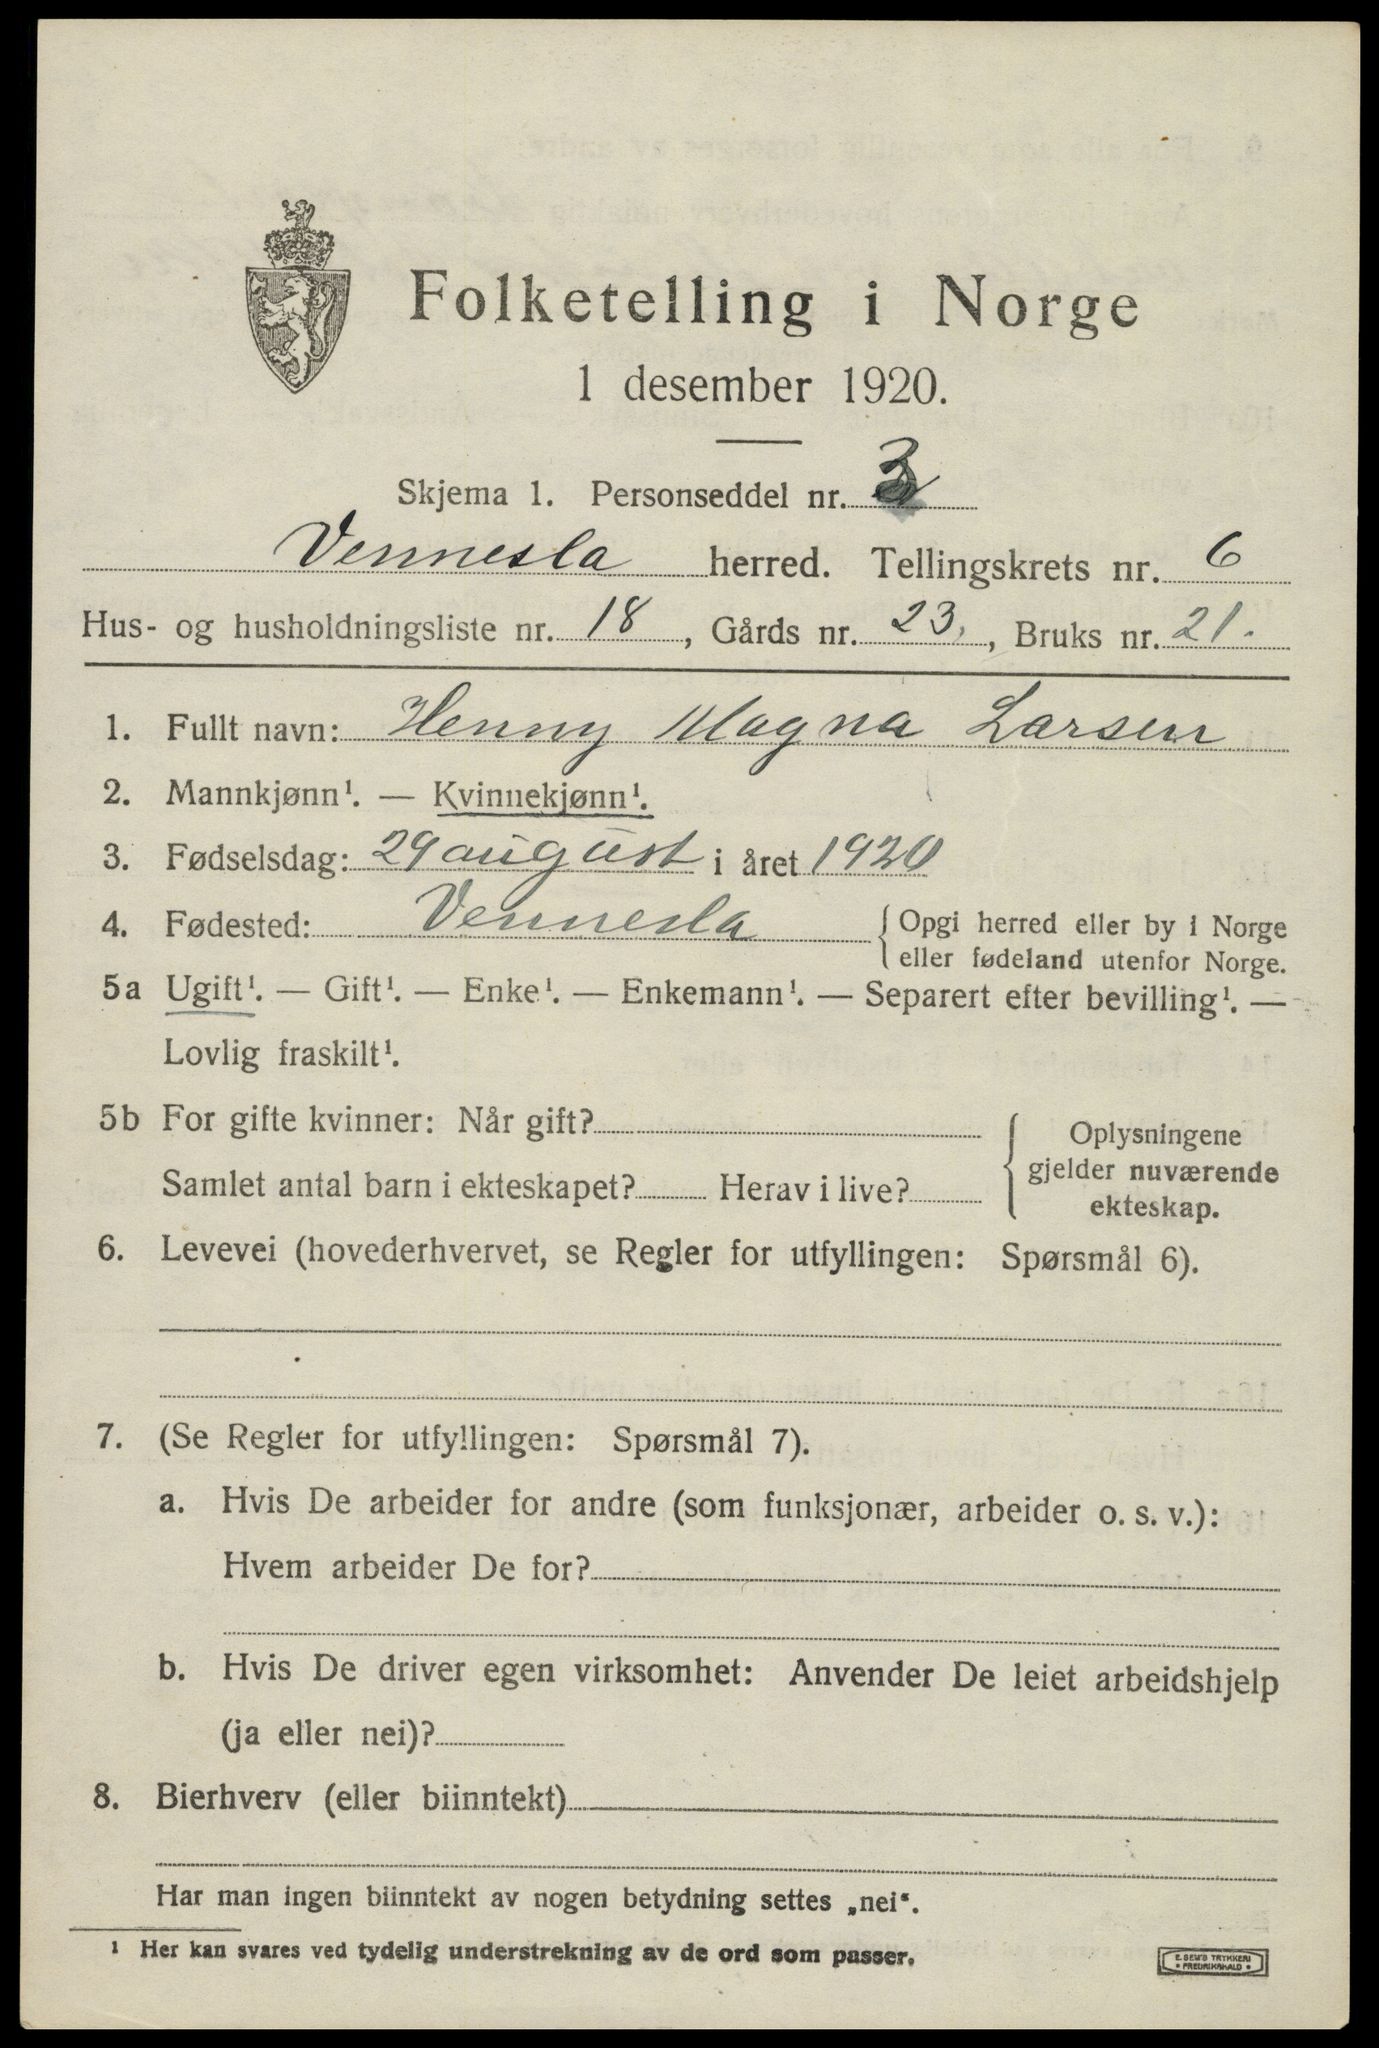 Folketelling i Norge
1 desember 1920.
Skjema 1. Personseddel nr. 3
Vennesla herred. Tellingskrets nr. 6
Hus- og husholdningsliste nr. 18, Gårds nr. 23, Bruks nr. 21.
1. Fullt navn: Henny Magna Larsen
2. Mannkjønn¹. — Kvinnekjønn¹.
3. Fødselsdag: 29 august i året 1920
4. Fødested: Vennesla { Opgi herred eller by i Norge
eller fødeland utenfor Norge.
5a Ugift¹. — Gift¹. — Enke¹. — Enkemann¹. — Separert efter bevilling¹. —
Lovlig fraskilt¹.
5b For gifte kvinner: Når gift?
Samlet antal barn i ekteskapet? Herav i live?
{ Oplysningene
gjelder nuværende
ekteskap.
6. Levevei (hovederhvervet, se Regler for utfyllingen: Spørsmål 6).
7. (Se Regler for utfyllingen: Spørsmål 7).
a. Hvis De arbeider for andre (som funksjonær, arbeider o. s. v.):
Hvem arbeider De for?
b. Hvis De driver egen virksomhet: Anvender De leiet arbeidshjelp
(ja eller nei)?
8. Bierhverv (eller biinntekt)
Har man ingen biinntekt av nogen betydning settes „nei“.
¹ Her kan svares ved tydelig understrekning av de ord som passer.
E. SEM'S TRYKKERI
• FREDRIKSHALD •